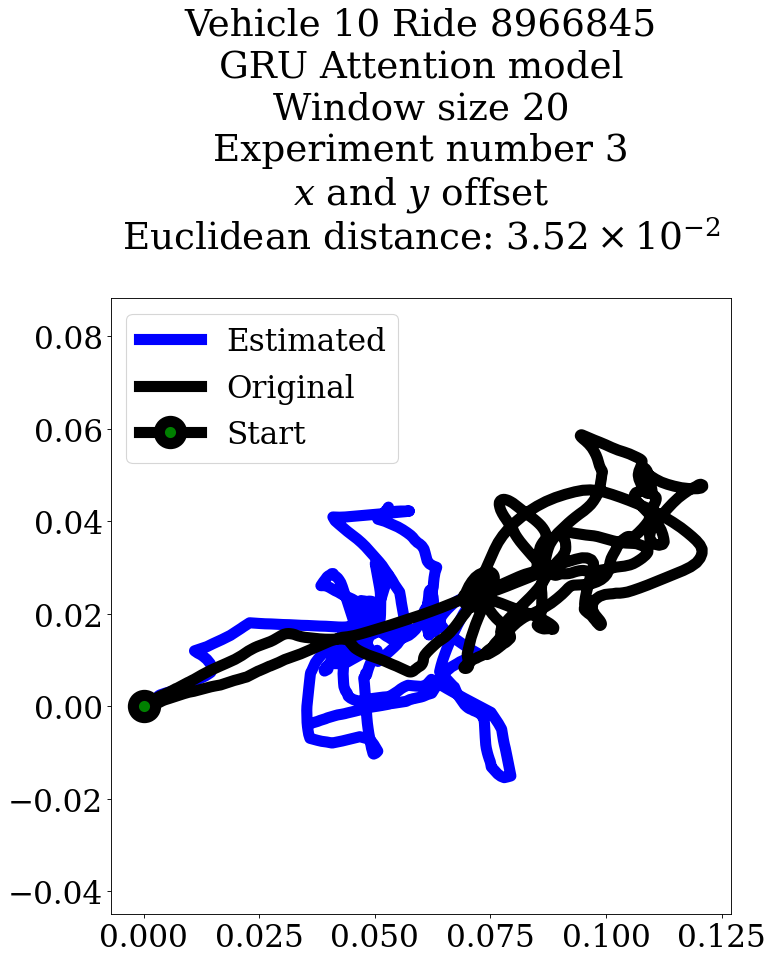 Vehicle 10 Ride 8966845
GRU Attention model
Window size 20
Experiment number 3
x and y offset
Euclidean distance: 3.52 × 10⁻²
Estimated
Original
Start
0.08
0.06
0.04
0.02
0.00
−0.02
−0.04
0.000 0.025 0.050 0.075 0.100 0.125